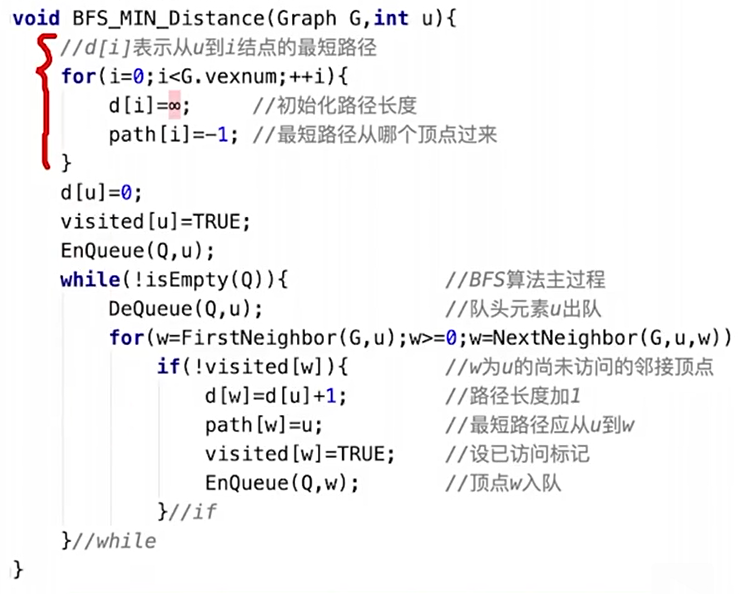 void BFS_MIN_Distance(Graph G,int u){
//d[i]表示从u到i结点的最短路径
for(i=0;i<G.vexnum;++i){
d[i]=∞; //初始化路径长度
path[i]=-1; //最短路径从哪个顶点过来
}
d[u]=0;
visited[u]=TRUE;
EnQueue(Q,u);
while(!isEmpty(Q)){ //BFS算法主过程
DeQueue(Q,u); //队头元素u出队
for(w=FirstNeighbor(G,u);w>=0;w=NextNeighbor(G,u,w))
if(!visited[w]){ //w为u的尚未访问的邻接顶点
d[w]=d[u]+1; //路径长度加1
path[w]=u; //最短路径应从u到w
visited[w]=TRUE; //设已访问标记
EnQueue(Q,w); //顶点w入队
}//if
}//while
}